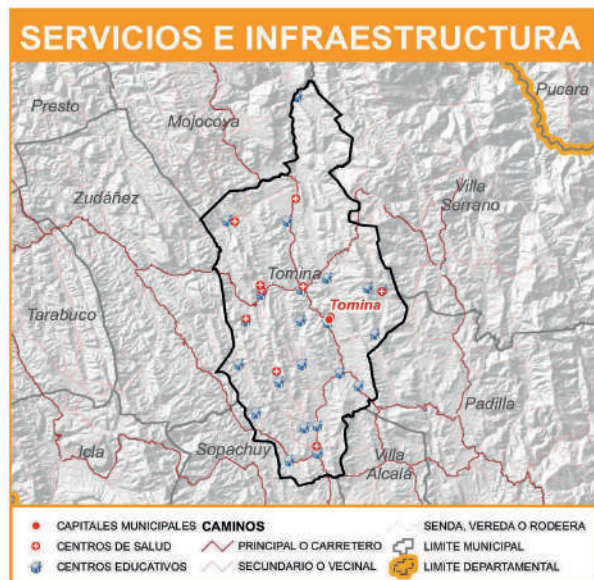 SERVICIOS E INFRAESTRUCTURA
Pucara
Presto
Mojocoya
Zudáñez
Villa
Serrano
Tomina
Tarabuco
Tomina
Padilla
Icla
Sopachuy
Villa
Alcalá
CAPITALES MUNICIPALES
CENTROS DE SALUD
CENTROS EDUCATIVOS
CAMINOS
PRINCIPAL O CARRETERO
SECUNDARIO O VECINAL
SENDA, VEREDA O RODEERA
LIMITE MUNICIPAL
LIMITE DEPARTAMENTAL